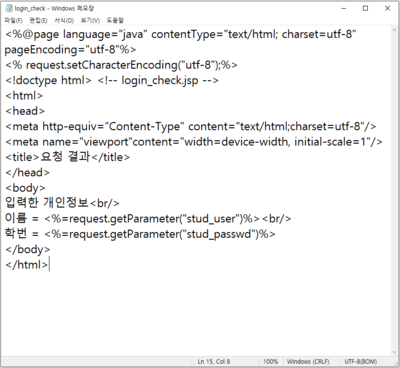 login_check - Windows 메모장
파일(F) 편집(E) 서식(O) 보기(V) 도움말
<%@page language="java" contentType="text/html; charset=utf-8"
pageEncoding="utf-8"%>
<% request.setCharacterEncoding("utf-8");%>
<!doctype html> <!-- login_check.jsp -->
<html>
<head>
<meta http-equiv="Content-Type" content="text/html;charset=utf-8"/>
<meta name="viewport"content="width=device-width, initial-scale=1"/>
<title>요청 결과</title>
</head>
<body>
입력한 개인정보<br/>
이름 = <%=request.getParameter("stud_user")%><br/>
학번 = <%=request.getParameter("stud_passwd")%>
</body>
</html>
Ln 15, Col 8 100% Windows (CRLF) UTF-8(BOM)